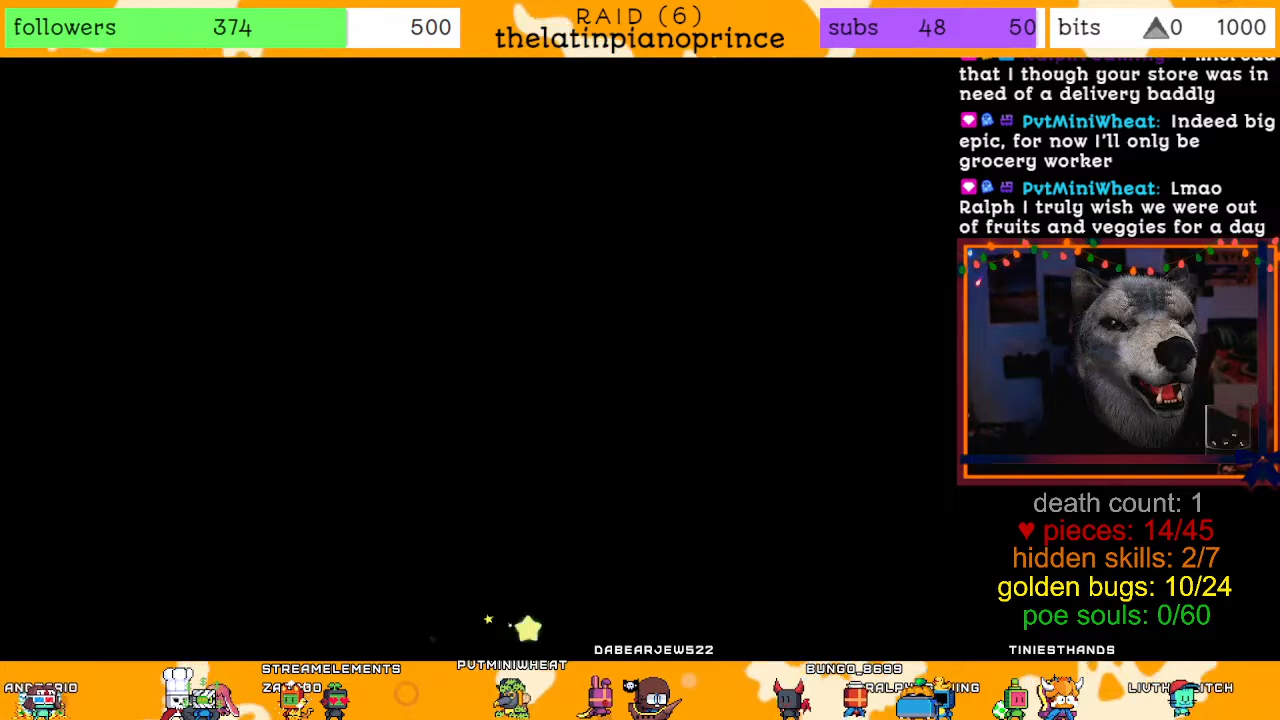 followers 374 500
RAID (6)
thelatinpianoprince
subs 48 50
bits 0 1000
that I though your store was in
need of a delivery baddly
PvtMiniWheat: Indeed big
epic, for now I'll only be
grocery worker
PvtMiniWheat: Lmao
Ralph I truly wish we were out
of fruits and veggies for a day
death count: 1
♥ pieces: 14/45
hidden skills: 2/7
golden bugs: 10/24
poe souls: 0/60
DABEARJEW522
TINIESTHANDS
STREAMELEMENTS
PVTMINIWHEAT
BUNGO_9699